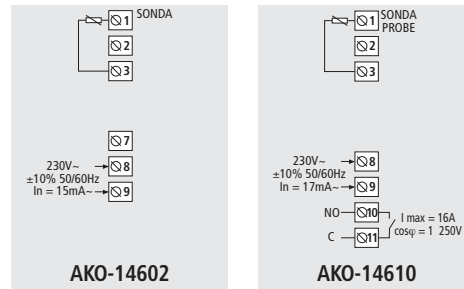 1 SONDA
2
3
7
230V~
8
±10% 50/60Hz
In = 15mA~
9
AKO-14602
1 SONDA
PROBE
2
3
230V~
8
±10% 50/60Hz
In = 17mA~
9
NO
10
I max = 16A
cosφ = 1 250V
C
11
AKO-14610